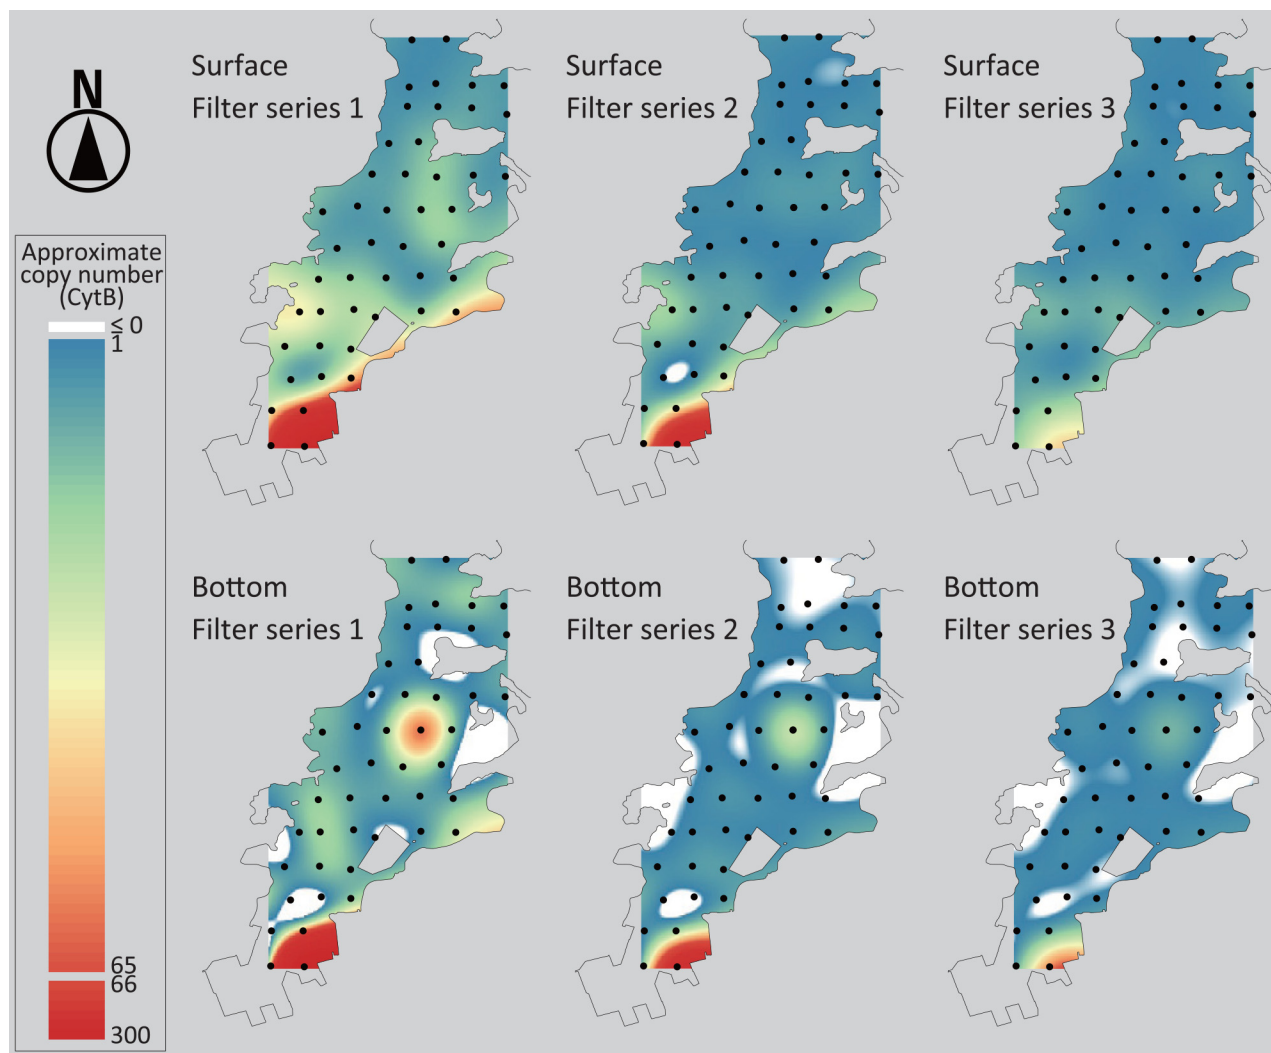 N
Surface
Filter series 1
Surface
Filter series 2
Surface
Filter series 3
Approximate
copy number
(CytB)
≤ 0
1
65
66
300
Bottom
Filter series 1
Bottom
Filter series 2
Bottom
Filter series 3